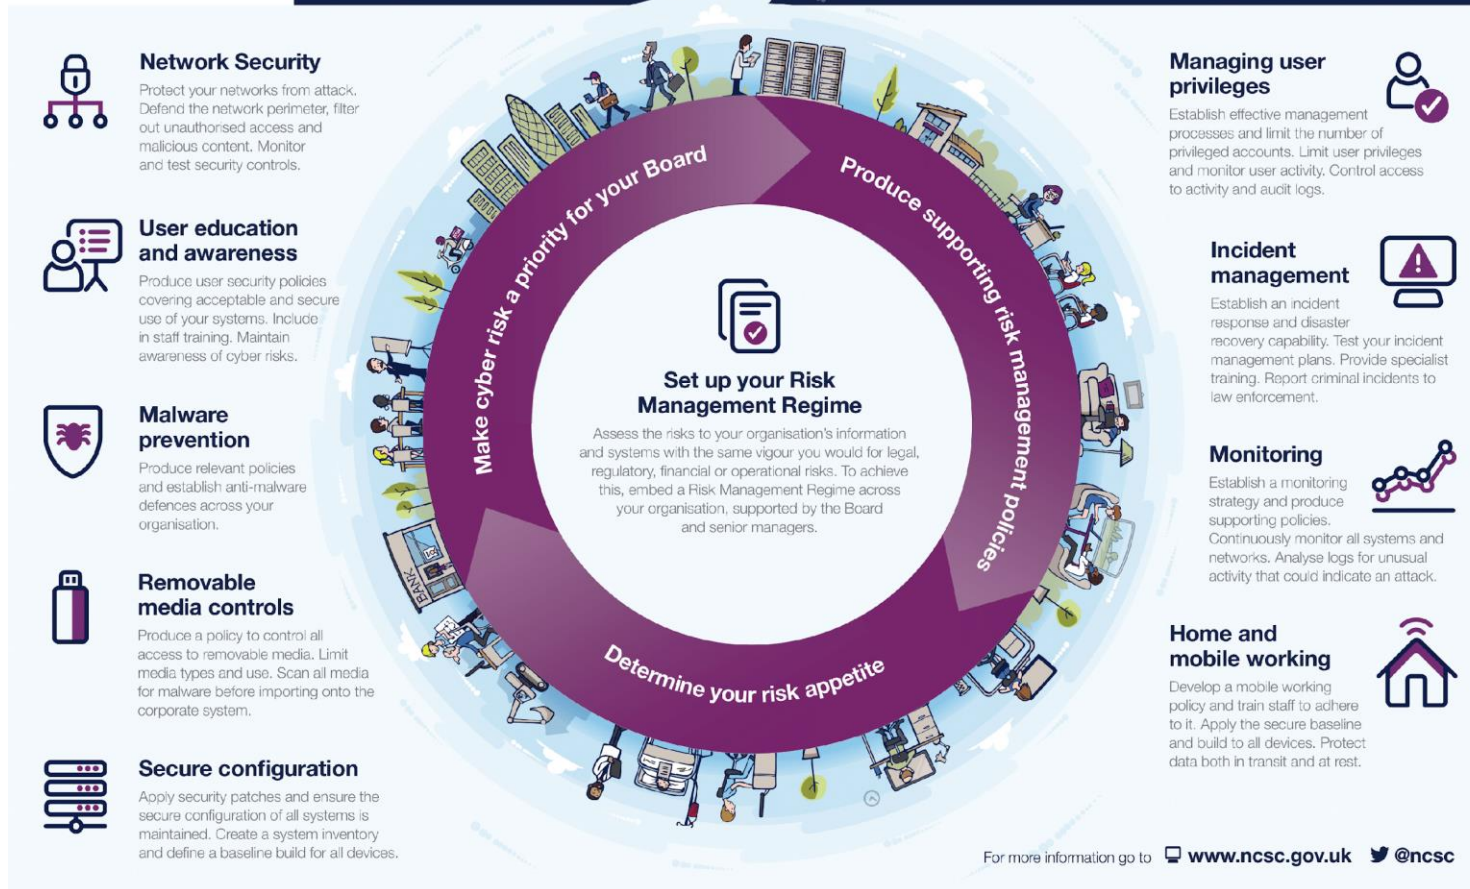 Network Security
Protect your networks from attack.
Defend the network perimeter, filter
out unauthorised access and
malicious content. Monitor
and test security controls.
User education
and awareness
Produce user security policies
covering acceptable and secure
use of your systems. Include
in staff training. Maintain
awareness of cyber risks.
Malware
prevention
Produce relevant policies
and establish anti-malware
defences across your
organisation.
Removable
media controls
Produce a policy to control all
access to removable media. Limit
media types and use. Scan all media
for malware before importing onto the
corporate system.
Secure configuration
Apply security patches and ensure the
secure configuration of all systems is
maintained. Create a system inventory
and define a baseline build for all devices.
Make cyber risk a priority for your Board
Produce supporting risk management policies
Determine your risk appetite
BANK
Set up your Risk
Management Regime
Assess the risks to your organisation's information
and systems with the same vigour you would for legal,
regulatory, financial or operational risks. To achieve
this, embed a Risk Management Regime across
your organisation, supported by the Board
and senior managers.
Managing user
privileges
Establish effective management
processes and limit the number of
privileged accounts. Limit user privileges
and monitor user activity. Control access
to activity and audit logs.
Incident
management
Establish an incident
response and disaster
recovery capability. Test your incident
management plans. Provide specialist
training. Report criminal incidents to
law enforcement.
Monitoring
Establish a monitoring
strategy and produce
supporting policies.
Continuously monitor all systems and
networks. Analyse logs for unusual
activity that could indicate an attack.
Home and
mobile working
Develop a mobile working
policy and train staff to adhere
to it. Apply the secure baseline
and build to all devices. Protect
data both in transit and at rest.
For more information go to www.ncsc.gov.uk @ncsc